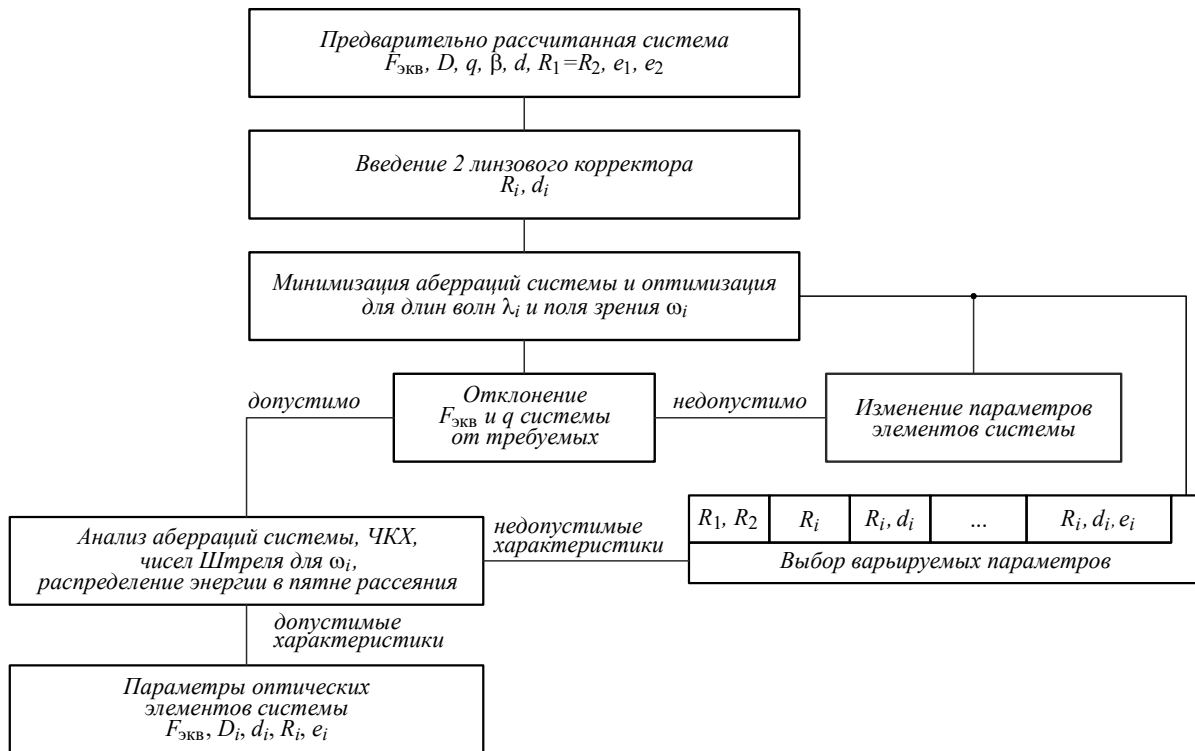 Предварительно рассчитанная система
Fэкв, D, q, β, d, R1=R2, e1, e2
Введение 2 линзового корректора
Ri, di
Минимизация аберраций системы и оптимизация
для длин волн λi и поля зрения ωi
допустимо
Отклонение
Fэкв и q системы
от требуемых
недопустимо
Изменение параметров
элементов системы
R1, R2
Ri
Ri, di
...
Ri, di, ei
Выбор варьируемых параметров
недопустимые
характеристики
Анализ аберраций системы, ЧКХ,
чисел Штреля для ωi,
распределение энергии в пятне рассеяния
допустимые
характеристики
Параметры оптических
элементов системы
Fэкв, Di, di, Ri, ei